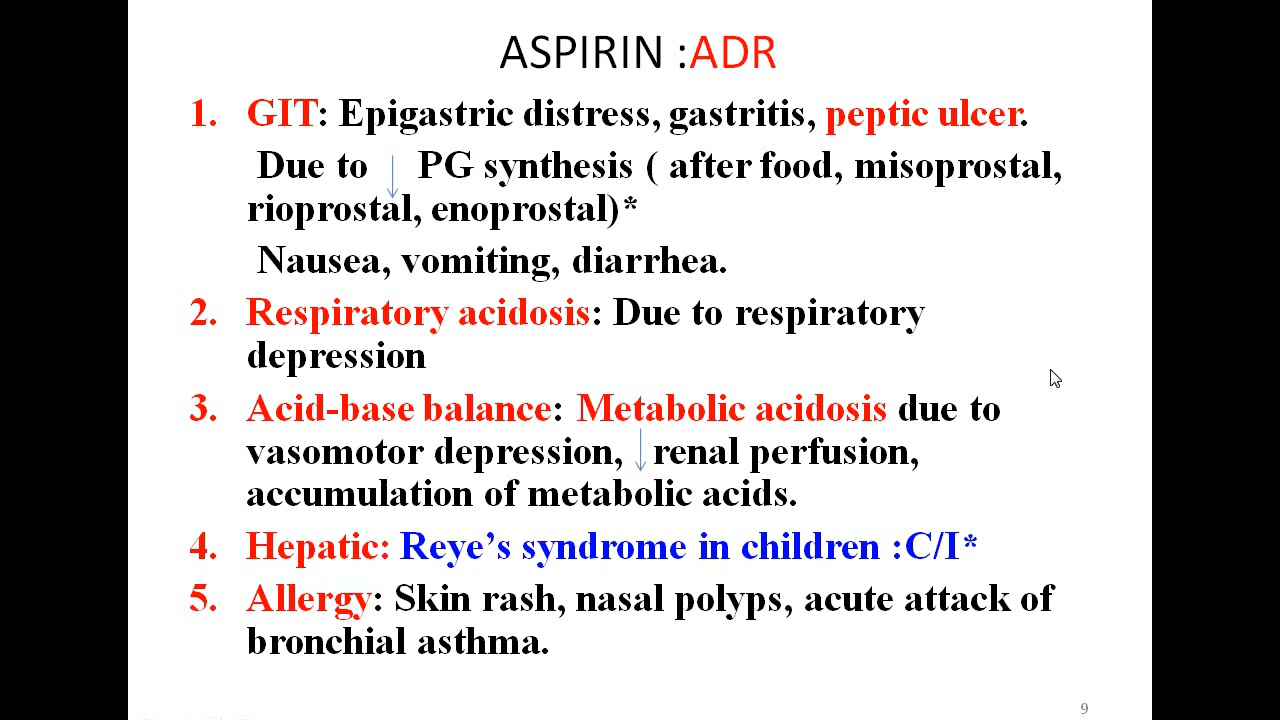 ASPIRIN :ADR
1. GIT: Epigastric distress, gastritis, peptic ulcer.
Due to ↓ PG synthesis ( after food, misoprostal,
rioprostal, enoprostal)*
Nausea, vomiting, diarrhea.
2. Respiratory acidosis: Due to respiratory
depression
3. Acid-base balance: Metabolic acidosis due to
vasomotor depression, ↓ renal perfusion,
accumulation of metabolic acids.
4. Hepatic: Reye’s syndrome in children :C/I*
5. Allergy: Skin rash, nasal polyps, acute attack of
bronchial asthma.
9